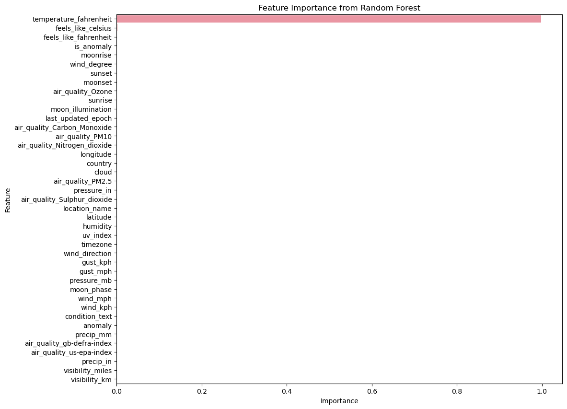 Feature Importance from Random Forest
temperature_fahrenheit
feels_like_celsius
feels_like_fahrenheit
is_anomaly
moonrise
wind_degree
sunset
moonset
air_quality_Ozone
sunrise
moon_illumination
last_updated_epoch
air_quality_Carbon_Monoxide
air_quality_PM10
air_quality_Nitrogen_dioxide
longitude
country
cloud
air_quality_PM2.5
pressure_in
air_quality_Sulphur_dioxide
location_name
latitude
humidity
uv_index
timezone
wind_direction
gust_kph
gust_mph
pressure_mb
moon_phase
wind_mph
wind_kph
condition_text
anomaly
precip_mm
air_quality_gb-defra-index
air_quality_us-epa-index
precip_in
visibility_miles
visibility_km
Feature
0.0 0.2 0.4 0.6 0.8 1.0
Importance